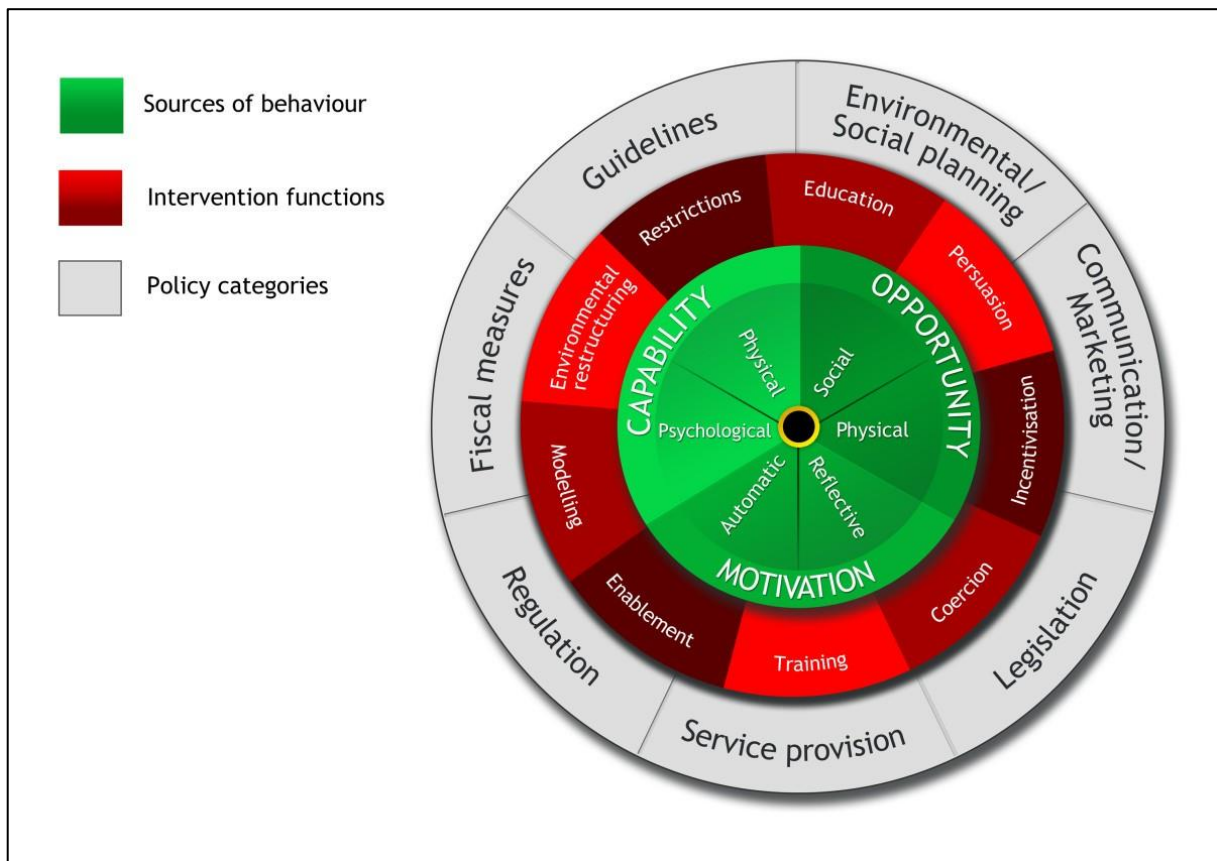 Sources of behaviour
Intervention functions
Policy categories
Guidelines
Environmental/
Social planning
Communication/
Marketing
Legislation
Service provision
Regulation
Fiscal measures
Restrictions
Education
Persuasion
Incentivisation
Coercion
Training
Enablement
Modelling
Environmental
restructuring
CAPABILITY
OPPORTUNITY
MOTIVATION
Physical
Social
Physical
Reflective
Automatic
Psychological